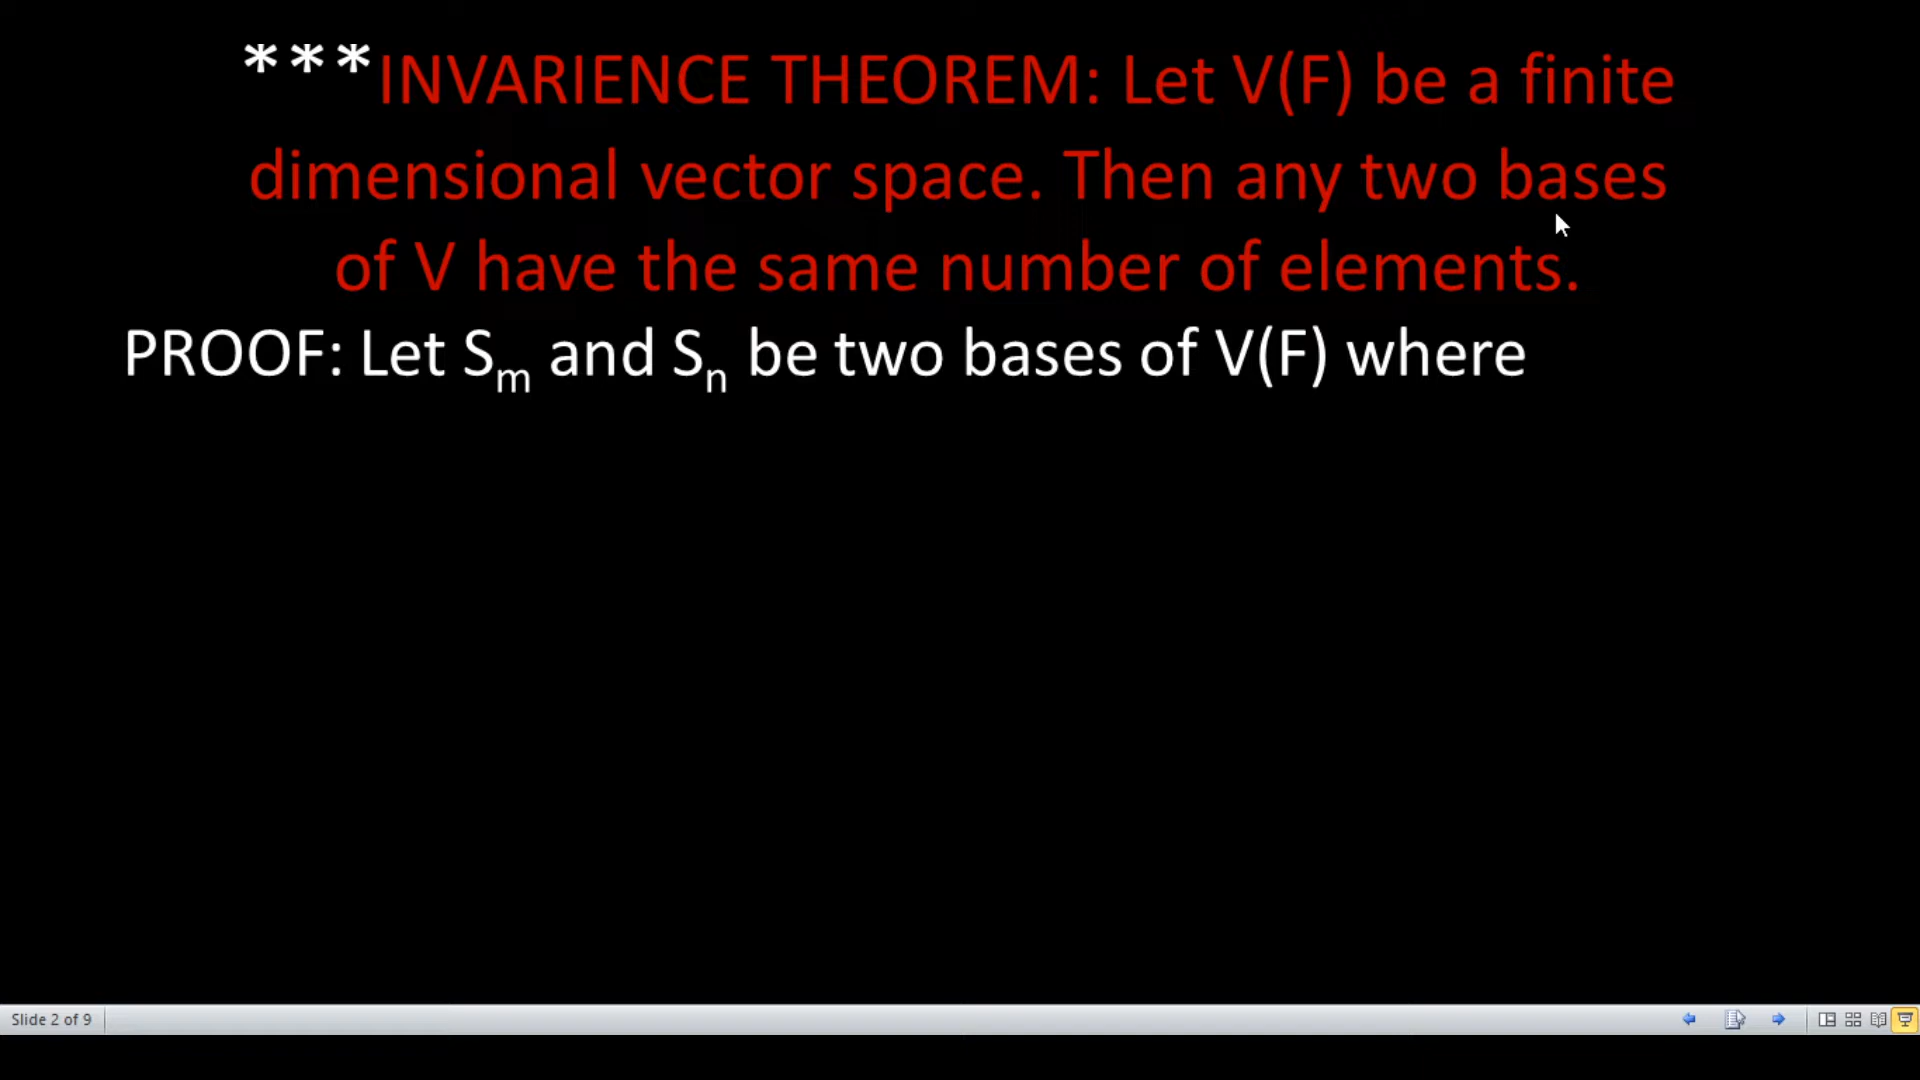 ***INVARIENCE THEOREM: Let V(F) be a finite
dimensional vector space. Then any two bases
of V have the same number of elements.
PROOF: Let Sm and Sn be two bases of V(F) where
Slide 2 of 9